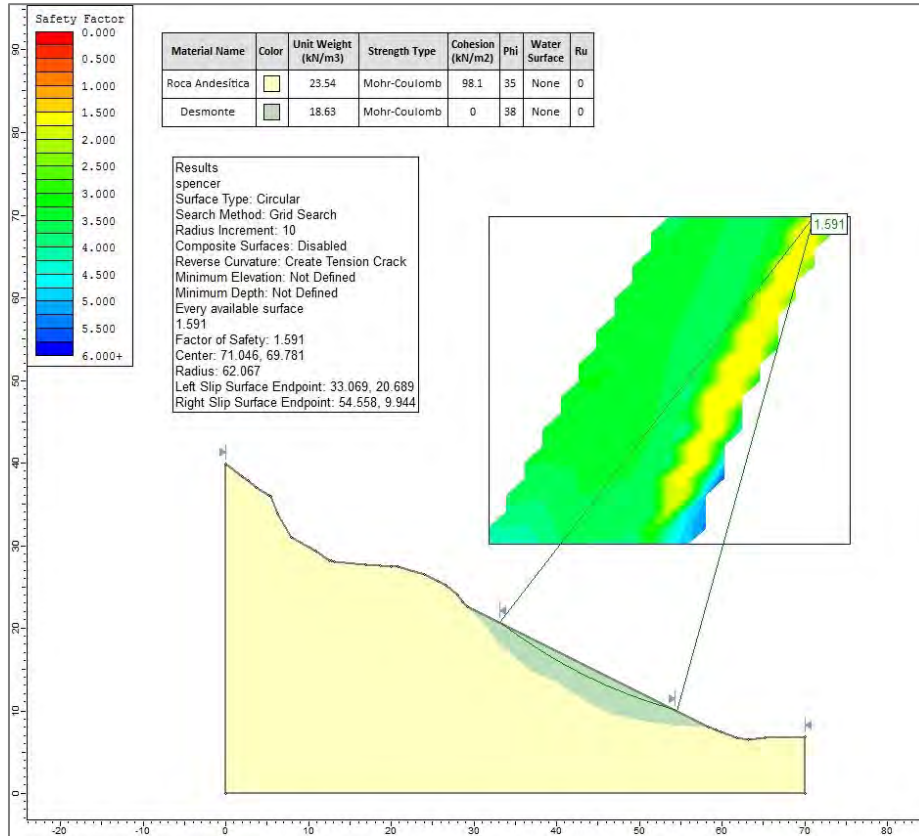 Safety Factor
0.000
0.500
1.000
1.500
2.000
2.500
3.000
3.500
4.000
4.500
5.000
5.500
6.000+
Material Name Color Unit Weight (kN/m3) Strength Type Cohesion (kN/m2) Phi Water Surface Ru
Roca Andesítica 23.54 Mohr-Coulomb 98.1 35 None 0
Desmonte 18.63 Mohr-Coulomb 0 38 None 0
Results
spencer
Surface Type: Circular
Search Method: Grid Search
Radius Increment: 10
Composite Surfaces: Disabled
Reverse Curvature: Create Tension Crack
Minimum Elevation: Not Defined
Minimum Depth: Not Defined
Every available surface
1.591
Factor of Safety: 1.591
Center: 71.046, 69.781
Radius: 62.067
Left Slip Surface Endpoint: 33.069, 20.689
Right Slip Surface Endpoint: 54.558, 9.944
1.591
90
80
70
60
50
40
30
20
10
0
-20 -10 0 10 20 30 40 50 60 70 80